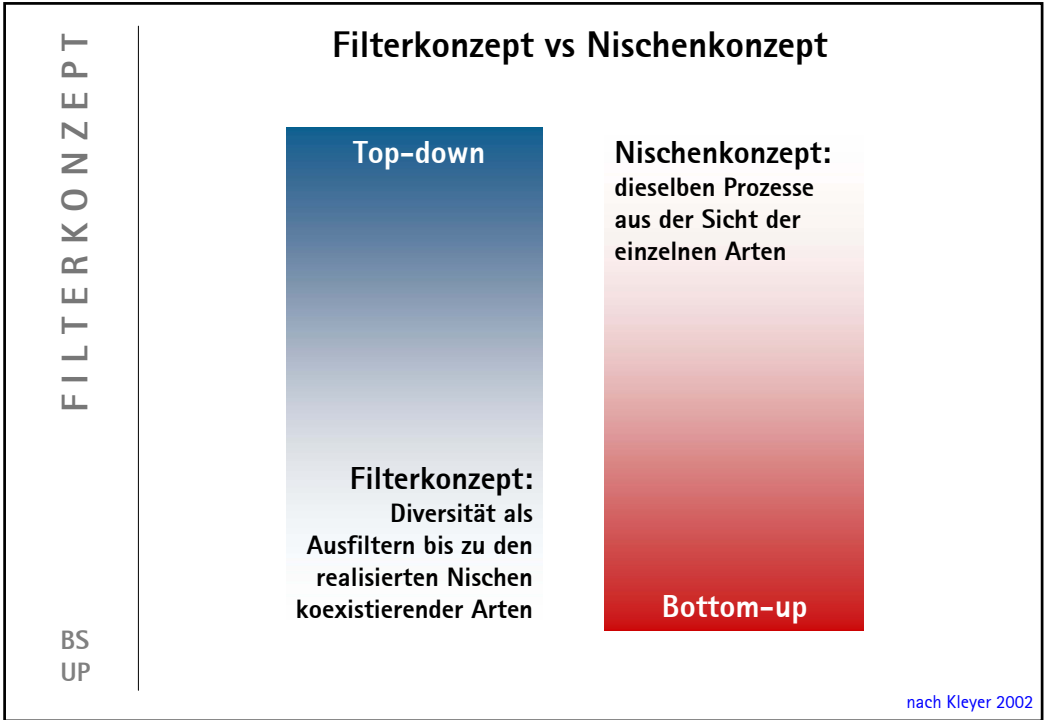 FILTERKONZEPT
Filterkonzept vs Nischenkonzept
Top-down
Filterkonzept:
Diversität als
Ausfiltern bis zu den
realisierten Nischen
koexistierender Arten
Nischenkonzept:
dieselben Prozesse
aus der Sicht der
einzelnen Arten
Bottom-up
BS
UP
nach Kleyer 2002